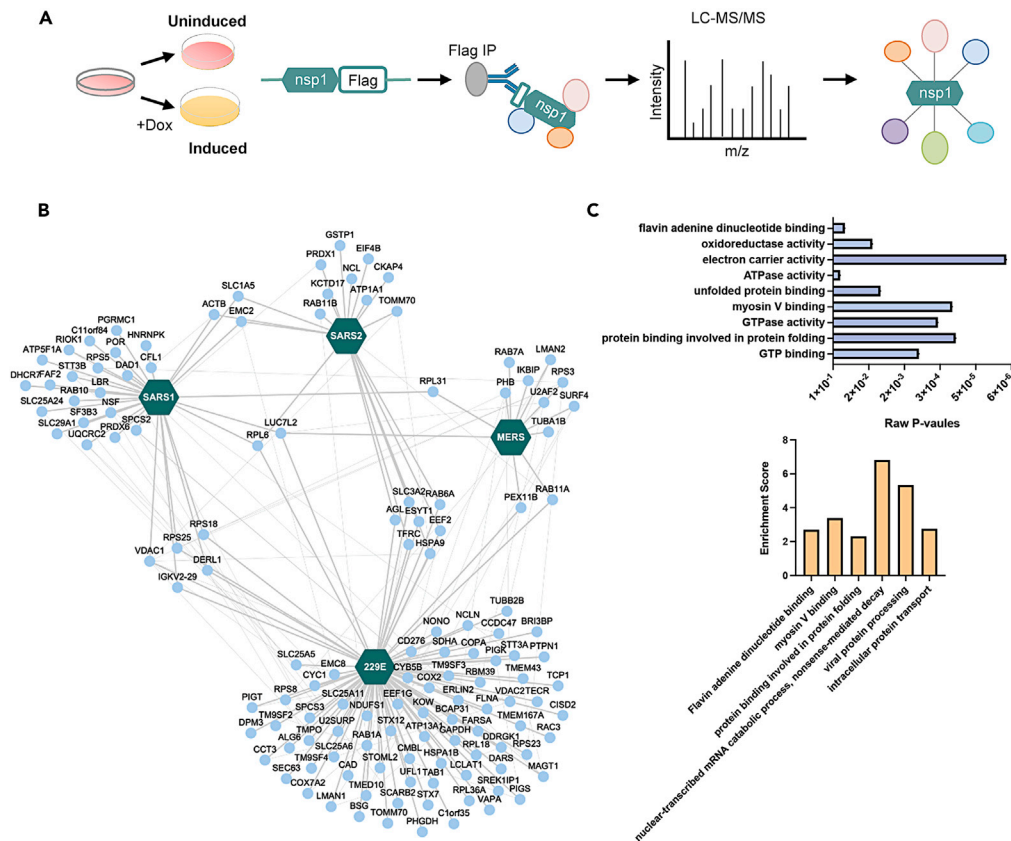 A
Uninduced
+Dox
Induced
nsp1
Flag
Flag IP
nsp1
LC-MS/MS
Intensity
m/z
nsp1
B
GSTP1
PRDX1
EIF4B
NCL
CKAP4
KCTD17
ATP1A1
RAB11B
TOMM70
SLC1A5
ACTB
EMC2
SARS2
PGRMC1
C11orf84
HNRNPK
RIOK1
POR
ATP5F1A
RPS5
CFL1
STT3B
DAD1
DHCR7
FAF2
LBR
SARS1
RAB10
NSF
SLC25A24
SF3B3
SPCS2
SLC29A1
PRDX6
UQCRC2
RPL31
LUC7L2
RPL6
RAB7A
LMAN2
IKBIP
RPS3
PHB
U2AF2
SURF4
MERS
TUBA1B
RAB11A
PEX11B
SLC3A2
RAB6A
AGL
ESYT1
EEF2
TFRC
HSPA9
RPS18
RPS25
VDAC1
DERL1
IGKV2-29
229E
TUBB2B
NCLN
NONO
CCDC47
BRI3BP
CD276
SDHA
COPA
STT3A
PTPN1
PIGK
SLC25A5
EMC8
CYB5B
TM9SF3
TMEM43
CYC1
COX2
RBM39
TCP1
PIGT
RPS8
SLC25A11
EEF1G
ERLIN2
FLNA
VDAC2
TECR
CISD2
SPCS3
NDUFS1
KOW
BCAP31
TMEM167A
DPM3
TM9SF2
U2SURP
STX12
FARSA
RAC3
TMPO
ATP13A1
GAPDH
DDRGK1
ALG6
RAB1A
RPL18
RPS23
CCT3
SLC25A6
CMBL
DARS
TM9SF4
STOML2
HSPA1B
MAGT1
SEC63
CAD
UFL1
TAB1
LCLAT1
SREK1IP1
COX7A2
TMED10
RPL36A
PIGS
LMAN1
SCARB2
STX7
VAPA
BSG
TOMM70
C1orf35
PHGDH
C
flavin adenine dinucleotide binding
oxidoreductase activity
electron carrier activity
ATPase activity
unfolded protein binding
myosin V binding
GTPase activity
protein binding involved in protein folding
GTP binding
1×10⁻¹
2×10⁻²
2×10⁻³
3×10⁻⁴
5×10⁻⁵
6×10⁻⁶
Raw P-vaules
Enrichment Score
8
6
4
2
0
Flavin adenine dinucleotide binding
myosin V binding
protein binding involved in protein folding
nuclear-transcribed mRNA catabolic process, nonsense-mediated decay
viral protein processing
intracellular protein transport